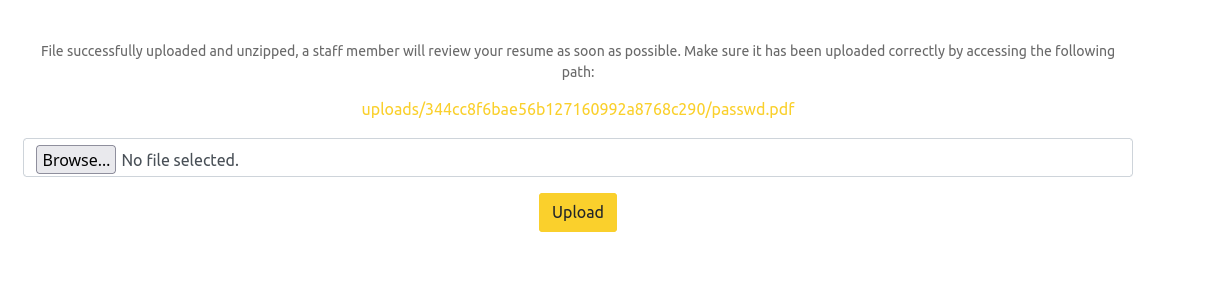 File successfully uploaded and unzipped, a staff member will review your resume as soon as possible. Make sure it has been uploaded correctly by accessing the following
path:
uploads/344cc8f6bae56b127160992a8768c290/passwd.pdf
Browse... No file selected.
Upload